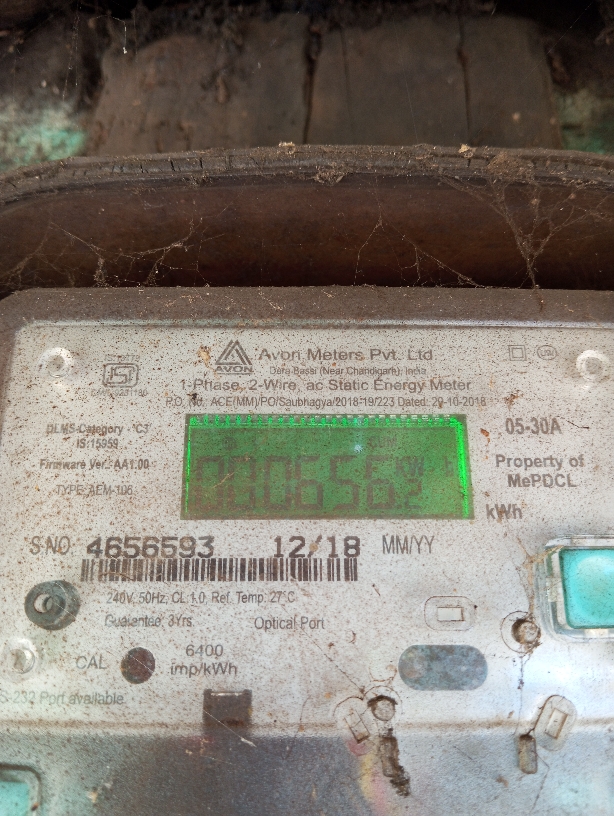 AVON
Avon Meters Pvt. Ltd.
Dera Bassi (Near Chandigarh), India
1-Phase, 2-Wire, ac Static Energy Meter
P.O. No. ACE(MM)/PO/Saubhagya/2018-19/223 Dated: 29-10-2018
DLMS-Category "C3"
IS:15959
Firmware Ver.: AA1.00
TYPE: AEM-106
CUM
kWh
05-30A
Property of
MePDCL
kWh
S.NO. 4656593 12/18 MM/YY
240V, 50Hz, CL 1.0, Ref. Temp. 27°C
Guarantee, 3Yrs. Optical Port
CAL 6400
imp/kWh
S-232 Port available